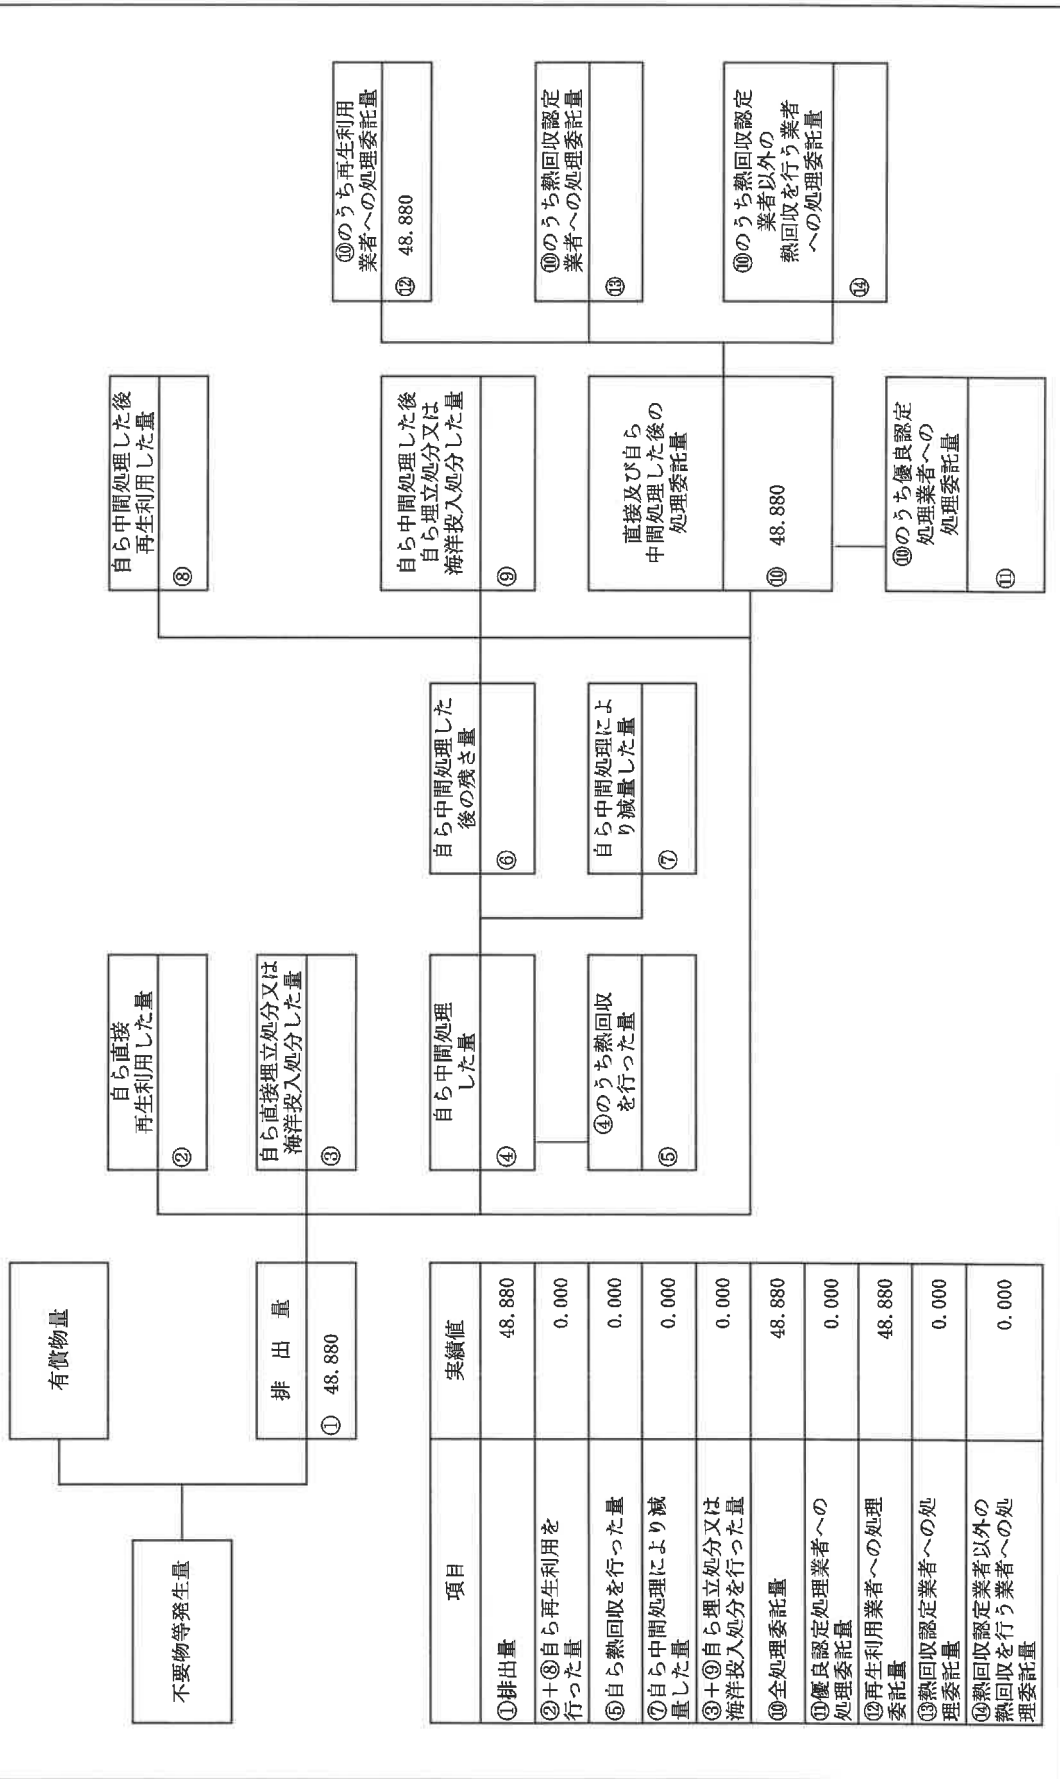 不要物等発生量
有償物量
排 出 量
① 48.880
自ら直接
再生利用した量
②
自ら直接埋立処分又は
海洋投入処分した量
③
自ら中間処理
した量
④
④のうち熱回収
を行った量
⑤
自ら中間処理した
後の残さ量
⑥
自ら中間処理によ
り減量した量
⑦
自ら中間処理した後
再生利用した量
⑧
自ら中間処理した後
自ら埋立処分又は
海洋投入処分した量
⑨
直接及び自ら
中間処理した後の
処理委託量
⑩ 48.880
⑩のうち優良認定
処理業者への
処理委託量
⑪
⑩のうち再生利用
業者への処理委託量
⑫ 48.880
⑩のうち熱回収認定
業者への処理委託量
⑬
⑩のうち熱回収認定
業者以外の
熱回収を行う業者
への処理委託量
⑭
項目 実績値
①排出量 48.880
②+⑧自ら再生利用を
行った量 0.000
⑤自ら熱回収を行った量 0.000
⑦自ら中間処理により減
量した量 0.000
③+⑨自ら埋立処分又は
海洋投入処分を行った量 0.000
⑩全処理委託量 48.880
⑪優良認定処理業者への
処理委託量 0.000
⑫再生利用業者への処理
委託量 48.880
⑬熱回収認定業者への処
理委託量 0.000
⑭熱回収認定業者以外の
熱回収を行う業者への処
理委託量 0.000